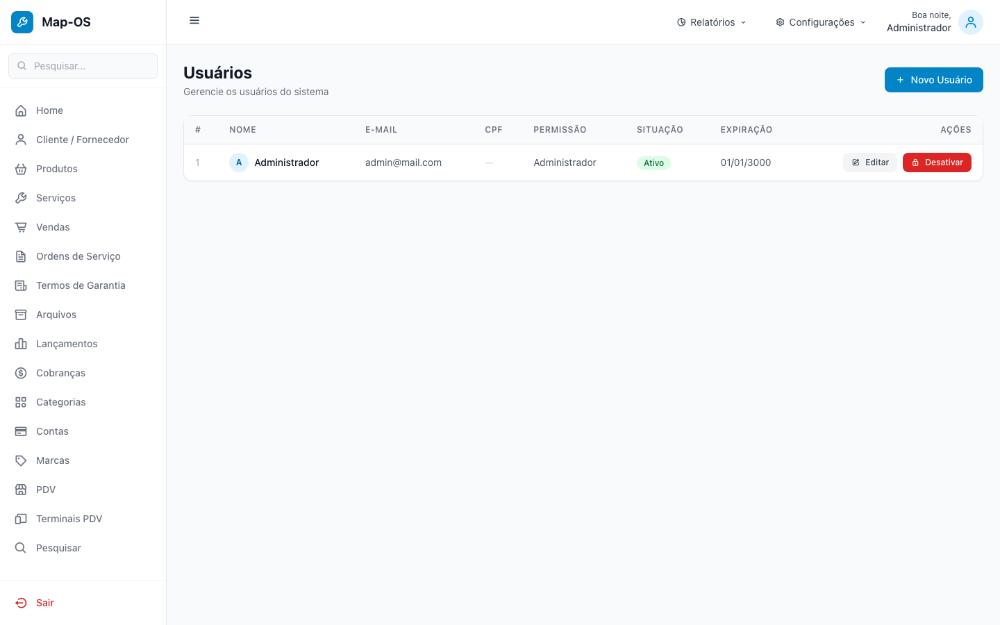 Map-OS
Relatórios
Configurações
Boa noite,
Administrador
Pesquisar...
Home
Cliente / Fornecedor
Produtos
Serviços
Vendas
Ordens de Serviço
Termos de Garantia
Arquivos
Lançamentos
Cobranças
Categorias
Contas
Marcas
PDV
Terminais PDV
Pesquisar
Sair
Usuários
Gerencie os usuários do sistema
Novo Usuário
# NOME E-MAIL CPF PERMISSÃO SITUAÇÃO EXPIRAÇÃO AÇÕES
1 A Administrador admin@mail.com — Administrador Ativo 01/01/3000 Editar Desativar